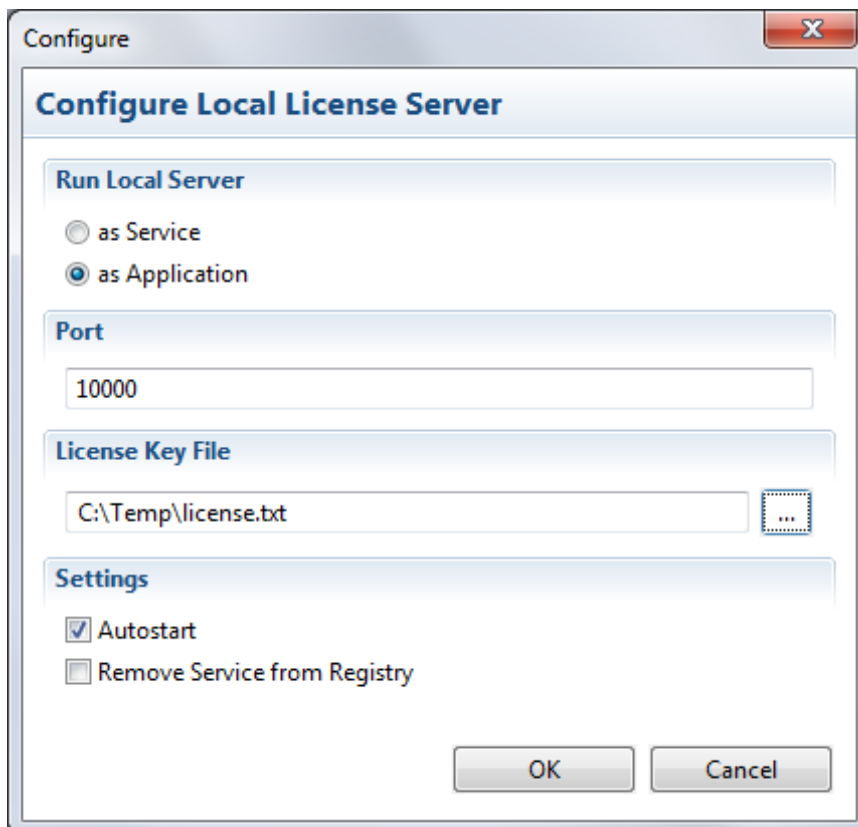 Configure
Configure Local License Server
Run Local Server
as Service
as Application
Port
10000
License Key File
C:\Temp\license.txt
...
Settings
Autostart
Remove Service from Registry
OK
Cancel